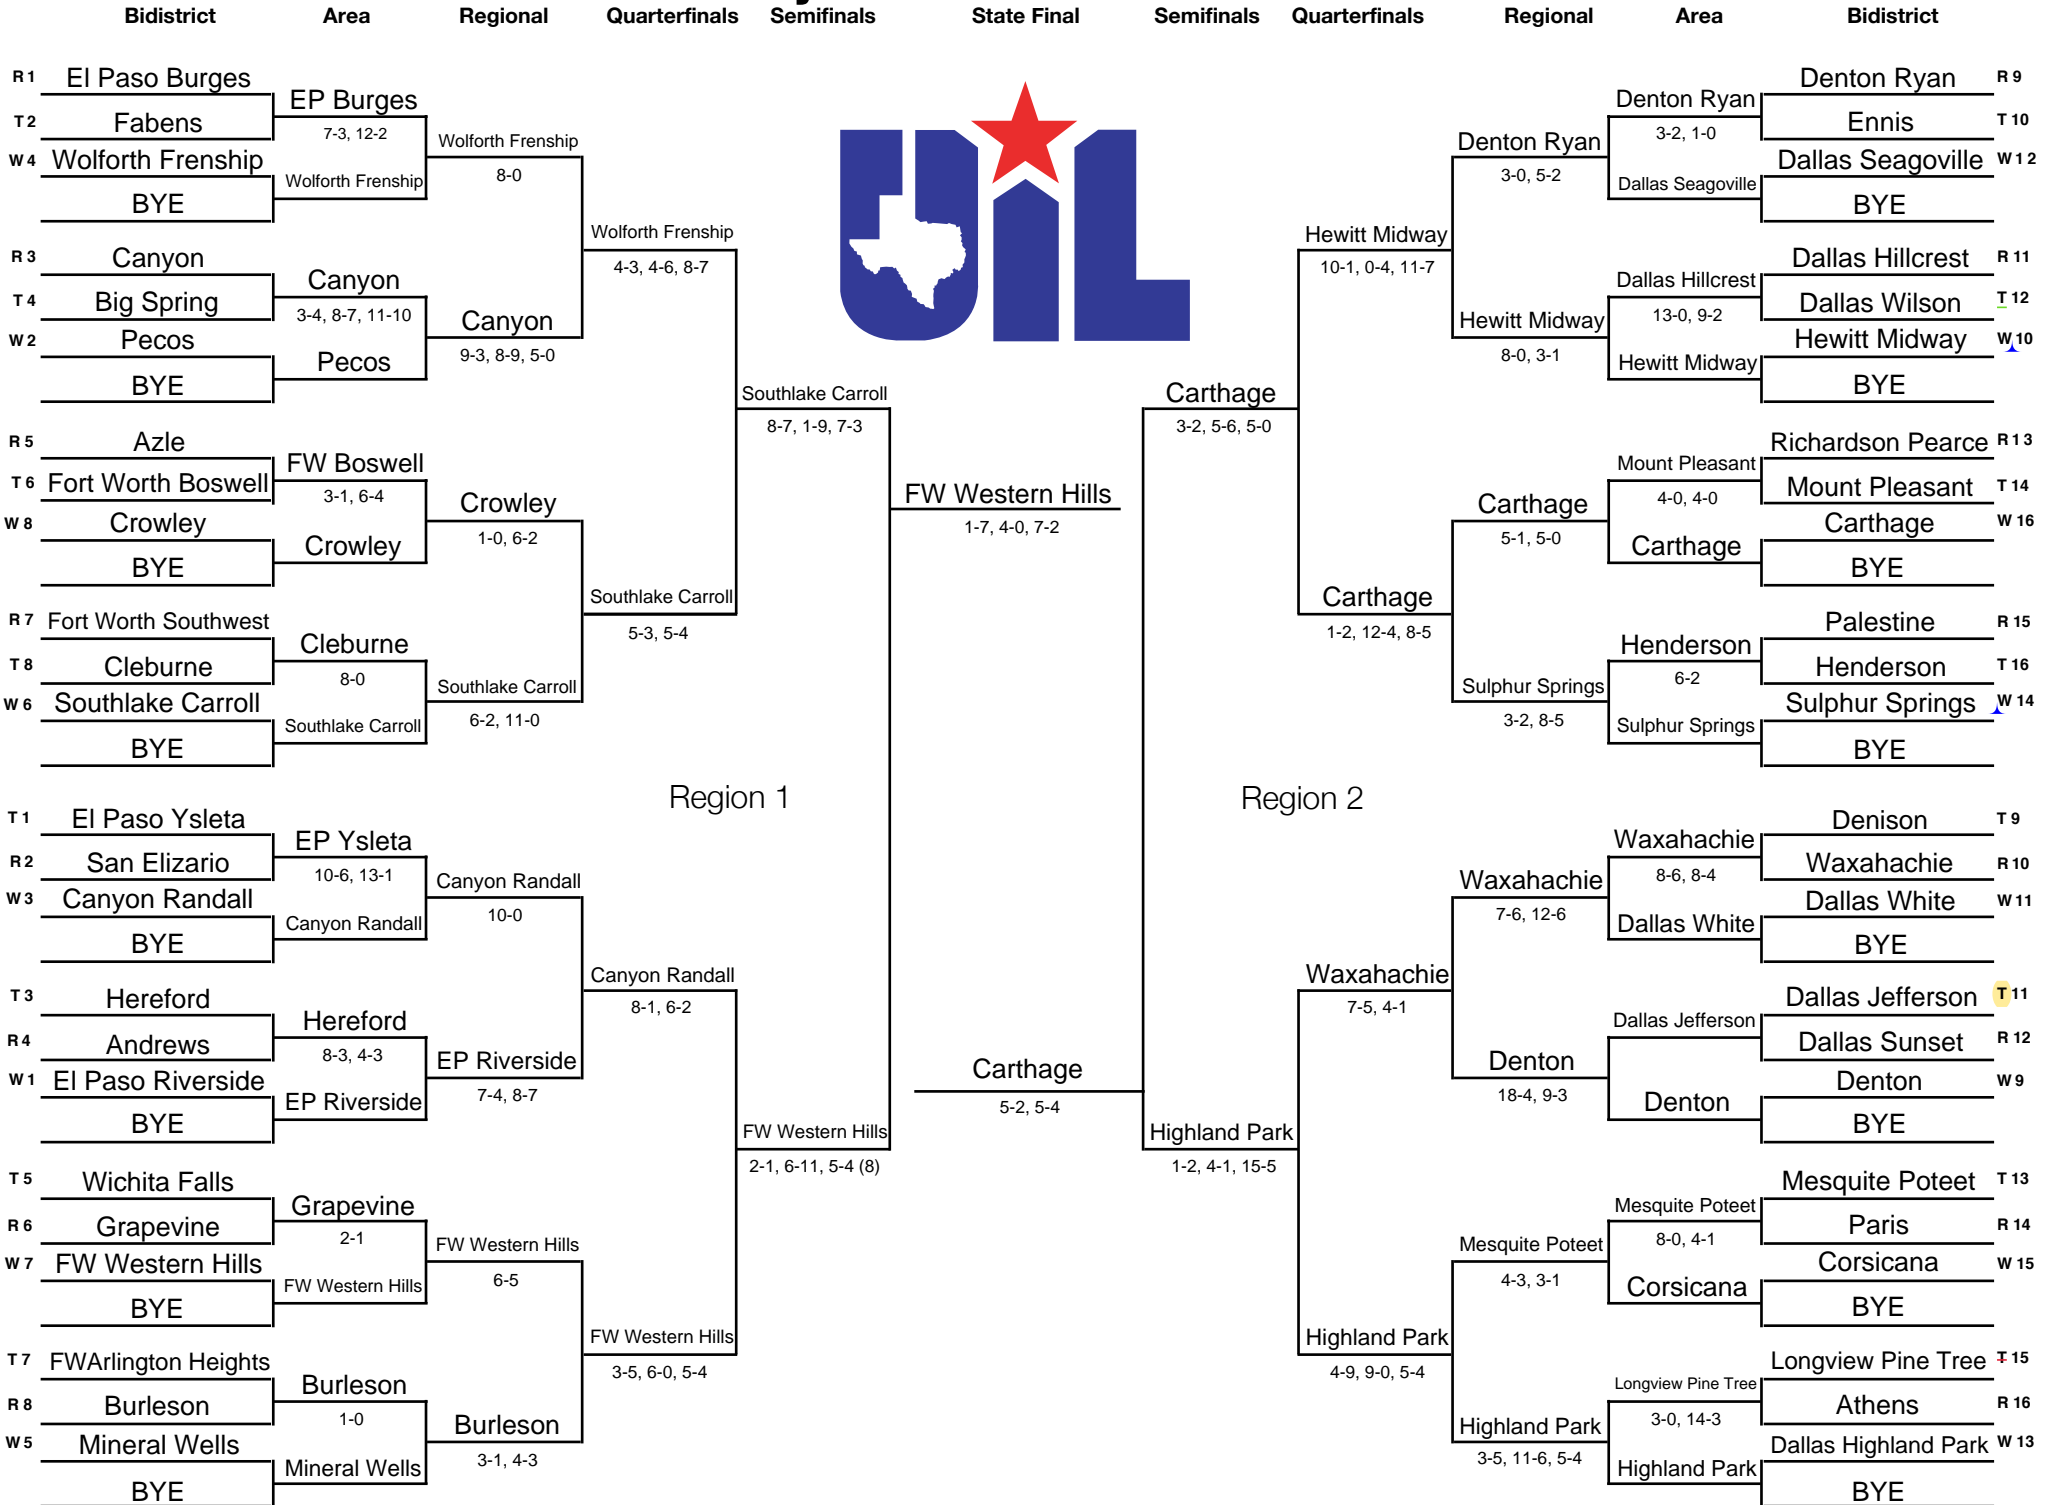 Bidistrict Area Regional Quarterfinals Semifinals State Final Semifinals Quarterfinals Regional Area Bidistrict
R 1 El Paso Burges
EP Burges
T 2 Fabens
7-3, 12-2
Wolforth Frenship
W 4 Wolforth Frenship
8-0
Wolforth Frenship
BYE
Wolforth Frenship
4-3, 4-6, 8-7
R 3 Canyon
Canyon
T 4 Big Spring
3-4, 8-7, 11-10
Canyon
W 2 Pecos
9-3, 8-9, 5-0
Pecos
BYE
Southlake Carroll
8-7, 1-9, 7-3
R 5 Azle
FW Boswell
T 6 Fort Worth Boswell
3-1, 6-4
Crowley
W 8 Crowley
1-0, 6-2
Crowley
BYE
Southlake Carroll
5-3, 5-4
R 7 Fort Worth Southwest
Cleburne
T 8 Cleburne
8-0
Southlake Carroll
W 6 Southlake Carroll
6-2, 11-0
Southlake Carroll
BYE
FW Western Hills
1-7, 4-0, 7-2
Region 1
T 1 El Paso Ysleta
EP Ysleta
R 2 San Elizario
10-6, 13-1
Canyon Randall
W 3 Canyon Randall
10-0
Canyon Randall
BYE
Canyon Randall
8-1, 6-2
T 3 Hereford
Hereford
R 4 Andrews
8-3, 4-3
EP Riverside
W 1 El Paso Riverside
7-4, 8-7
EP Riverside
BYE
FW Western Hills
2-1, 6-11, 5-4 (8)
T 5 Wichita Falls
Grapevine
R 6 Grapevine
2-1
FW Western Hills
W 7 FW Western Hills
6-5
FW Western Hills
BYE
FW Western Hills
3-5, 6-0, 5-4
T 7 FWArlington Heights
Burleson
R 8 Burleson
1-0
Burleson
W 5 Mineral Wells
3-1, 4-3
Mineral Wells
BYE
UIL
Denton Ryan R 9
Denton Ryan
Ennis T 10
3-2, 1-0
Denton Ryan
Dallas Seagoville W 1 2
3-0, 5-2
Dallas Seagoville
BYE
Hewitt Midway
10-1, 0-4, 11-7
Dallas Hillcrest R 11
Dallas Hillcrest
Dallas Wilson T 12
13-0, 9-2
Hewitt Midway
Hewitt Midway W 10
8-0, 3-1
Hewitt Midway
BYE
Carthage
3-2, 5-6, 5-0
Richardson Pearce R 1 3
Mount Pleasant
Mount Pleasant T 14
4-0, 4-0
Carthage
Carthage W 16
5-1, 5-0
Carthage
BYE
Carthage
1-2, 12-4, 8-5
Palestine R 15
Henderson
Henderson T 16
6-2
Sulphur Springs
Sulphur Springs W 14
3-2, 8-5
Sulphur Springs
BYE
Region 2
Denison T 9
Waxahachie
Waxahachie R 10
8-6, 8-4
Waxahachie
Dallas White W 11
7-6, 12-6
Dallas White
BYE
Waxahachie
7-5, 4-1
Dallas Jefferson T 11
Dallas Jefferson
Dallas Sunset R 12
Denton
Denton W 9
18-4, 9-3
Denton
BYE
Carthage
5-2, 5-4
Highland Park
1-2, 4-1, 15-5
Mesquite Poteet T 13
Mesquite Poteet
Paris R 14
8-0, 4-1
Mesquite Poteet
Corsicana W 15
4-3, 3-1
Corsicana
BYE
Highland Park
4-9, 9-0, 5-4
Longview Pine Tree T 15
Longview Pine Tree
Athens R 16
3-0, 14-3
Highland Park
Dallas Highland Park W 13
3-5, 11-6, 5-4
Highland Park
BYE